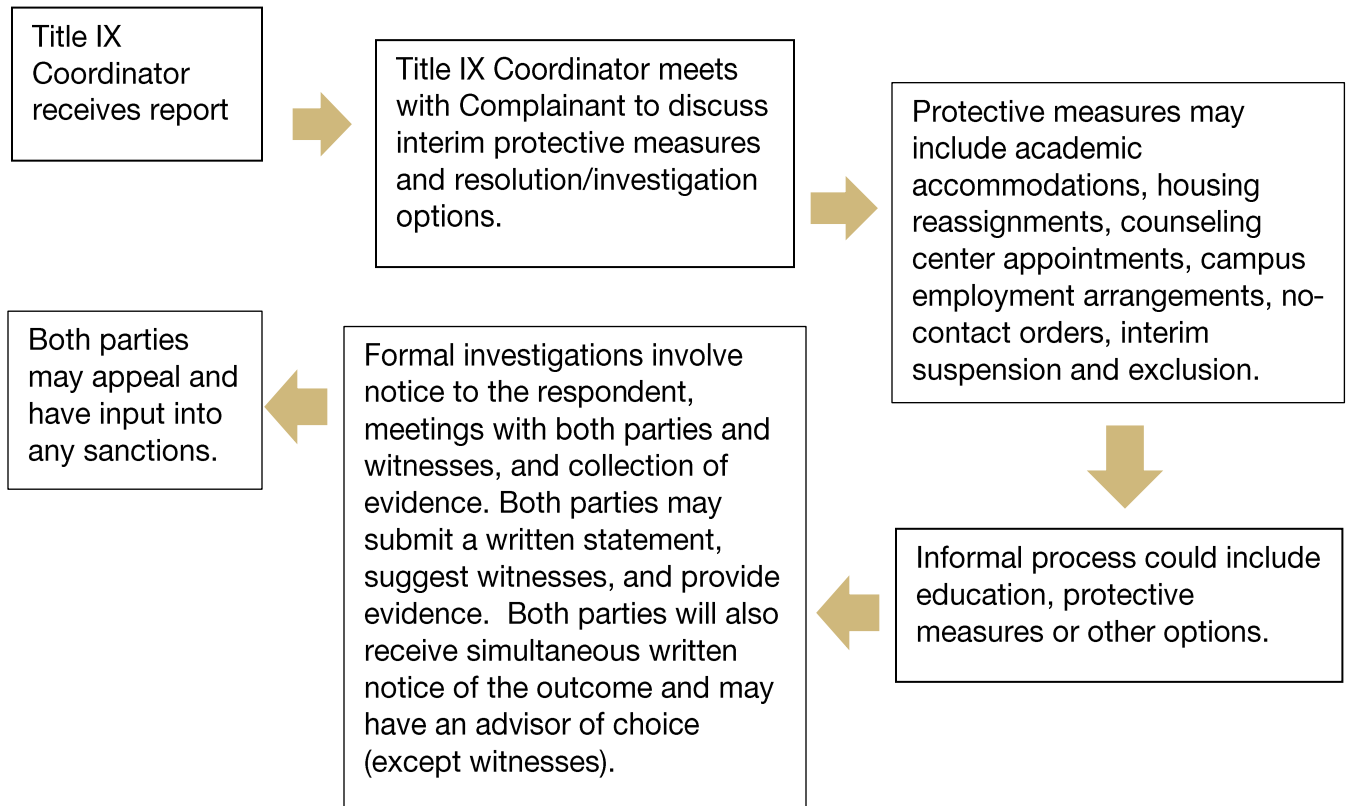 Title IX
Coordinator
receives report
Title IX Coordinator meets
with Complainant to discuss
interim protective measures
and resolution/investigation
options.
Protective measures may
include academic
accommodations, housing
reassignments, counseling
center appointments, campus
employment arrangements, no-
contact orders, interim
suspension and exclusion.
Informal process could include
education, protective
measures or other options.
Formal investigations involve
notice to the respondent,
meetings with both parties and
witnesses, and collection of
evidence. Both parties may
submit a written statement,
suggest witnesses, and provide
evidence.  Both parties will also
receive simultaneous written
notice of the outcome and may
have an advisor of choice
(except witnesses).
Both parties
may appeal and
have input into
any sanctions.